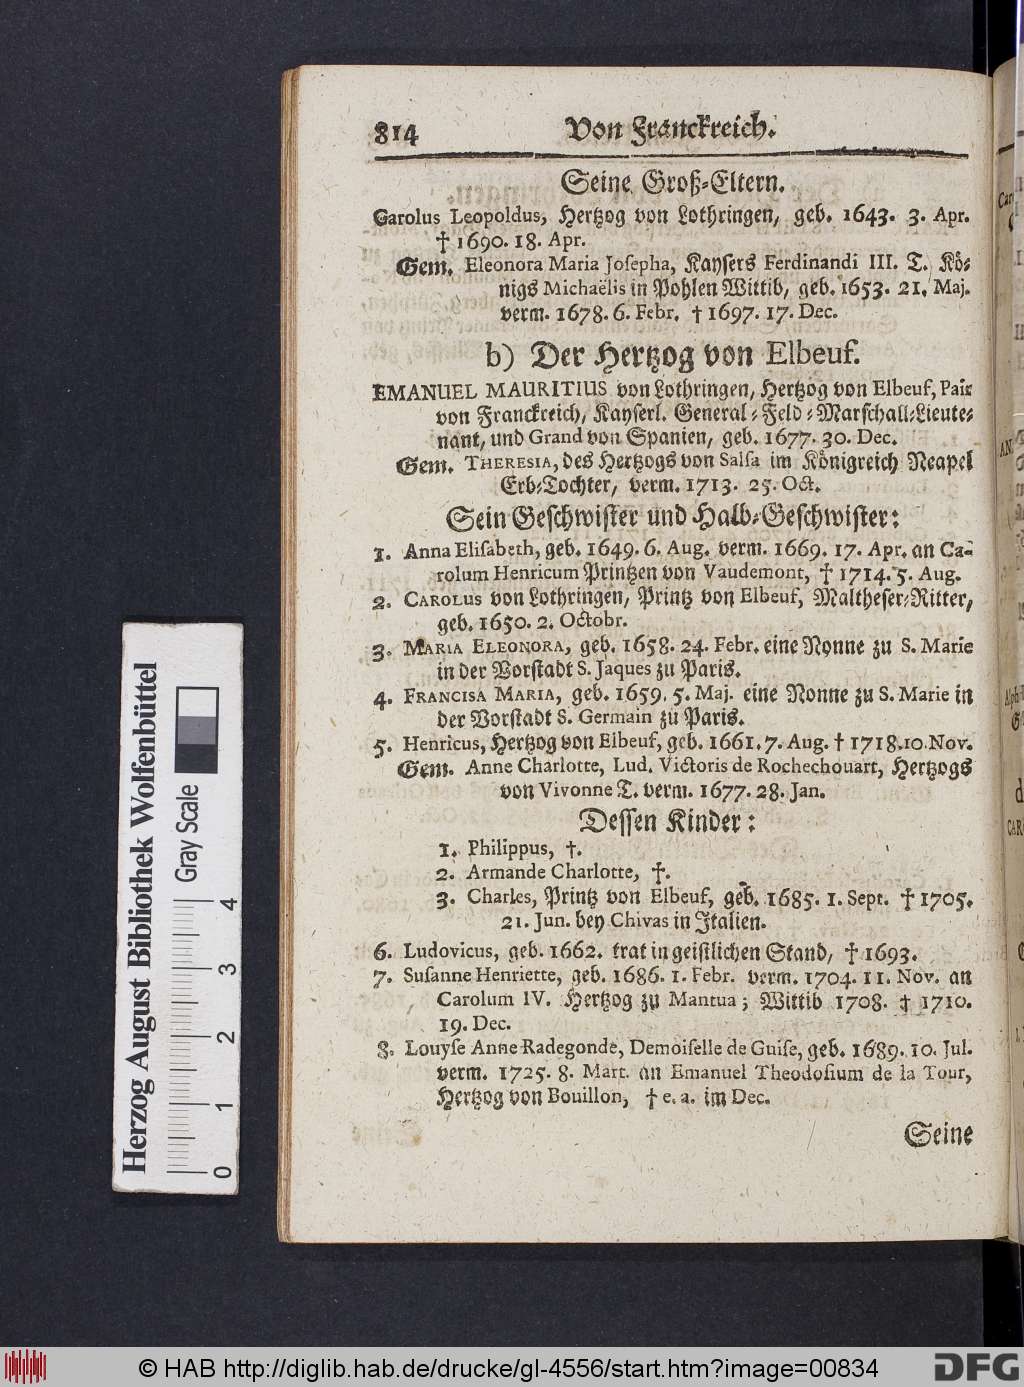 814 Von Franckreich.
Seine Groß-Eltern.
Carolus Leopoldus, Hertzog von Lothringen, geb. 1643. 3. Apr.
† 1690. 18. Apr.
Gem. Eleonora Maria Josepha, Kaysers Ferdinandi III. T. Kö-
nigs Michaëlis in Pohlen Wittib, geb. 1653. 21. Maj.
verm. 1678. 6. Febr. † 1697. 17. Dec.
b) Der Hertzog von Elbeuf.
EMANUEL MAURITIUS von Lothringen, Hertzog von Elbeuf, Pair
von Franckreich, Kayserl. General-Feld-Marschall-Lieute-
nant, und Grand von Spanien, geb. 1677. 30. Dec.
Gem. THERESIA, des Hertzogs von Salsa im Königreich Neapel
Erb-Tochter, verm. 1713. 25. Oct.
Sein Geschwister und Halb-Geschwister:
1. Anna Elisabeth, geb. 1649. 6. Aug. verm. 1669. 17. Apr. an Ca-
rolum Henricum Printzen von Vaudemont, † 1714. 5. Aug.
2. CAROLUS von Lothringen, Printz von Elbeuf, Maltheser-Ritter,
geb. 1650. 2. Octobr.
3. MARIA ELEONORA, geb. 1658. 24. Febr. eine Nonne zu S. Marie
in der Vorstadt S. Jaques zu Paris.
4. FRANCISA MARIA, geb. 1659. 5. Maj. eine Nonne zu S. Marie in
der Vorstadt S. Germain zu Paris.
5. Henricus, Hertzog von Elbeuf, geb. 1661. 7. Aug. † 1718. 10. Nov.
Gem. Anne Charlotte, Lud. Victoris de Rochechouart, Hertzogs
von Vivonne T. verm. 1677. 28. Jan.
Dessen Kinder:
1. Philippus, †.
2. Armande Charlotte, †.
3. Charles, Printz von Elbeuf, geb. 1685. 1. Sept. † 1705.
21. Jun. bey Chivas in Italien.
6. Ludovicus, geb. 1662. trat in geistlichen Stand, † 1693.
7. Susanne Henriette, geb. 1686. 1. Febr. verm. 1704. 11. Nov. an
Carolum IV. Hertzog zu Mantua; Wittib 1708. † 1710.
19. Dec.
8. Louyse Anne Radegonde, Demoiselle de Guise, geb. 1689. 10. Jul.
verm. 1725. 8. Mart. an Emanuel Theodosium de la Tour,
Hertzog von Bouillon, † e. a. im Dec.
Seine
Herzog August Bibliothek Wolfenbüttel
Gray Scale
0 1 2 3 4
© HAB http://diglib.hab.de/drucke/gl-4556/start.htm?image=00834
DFG